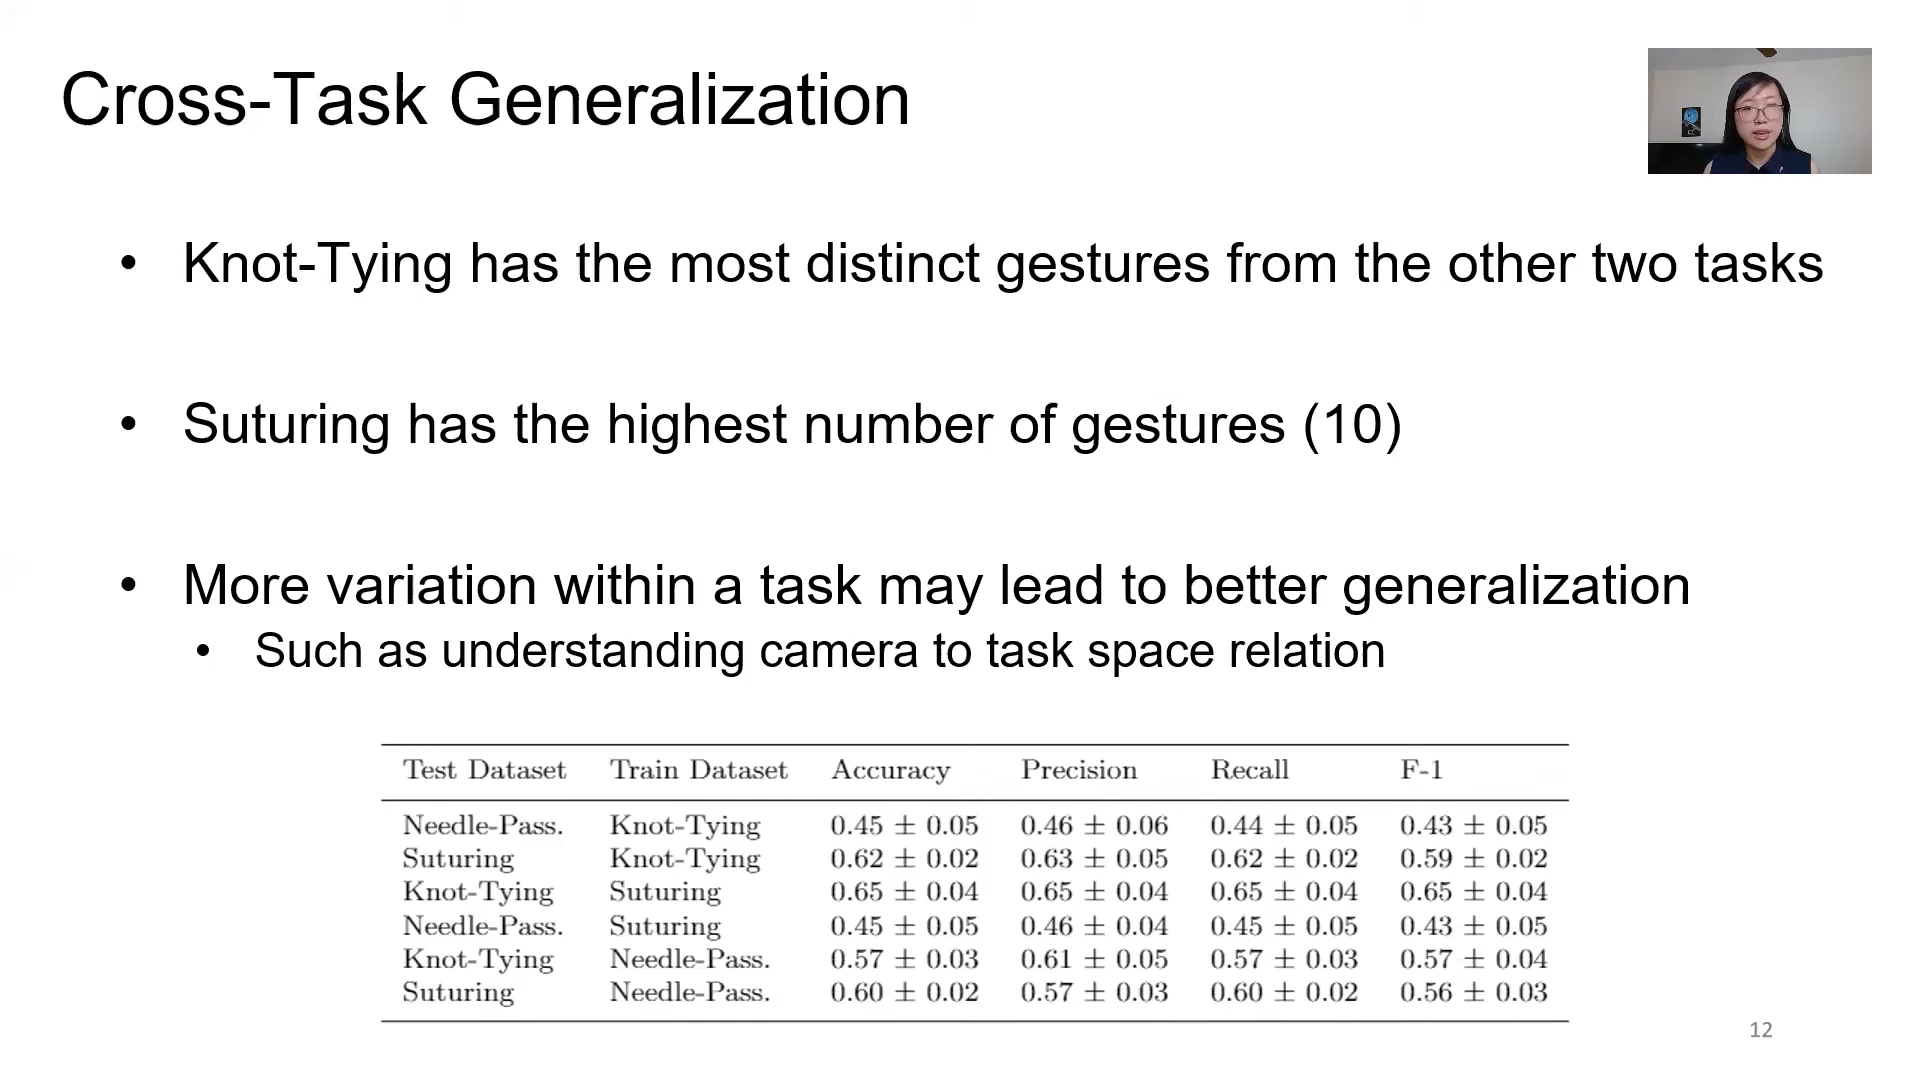 Cross-Task Generalization
• Knot-Tying has the most distinct gestures from the other two tasks
• Suturing has the highest number of gestures (10)
• More variation within a task may lead to better generalization
• Such as understanding camera to task space relation
Test Dataset Train Dataset Accuracy Precision Recall F-1
Needle-Pass. Knot-Tying 0.45 ± 0.05 0.46 ± 0.06 0.44 ± 0.05 0.43 ± 0.05
Suturing Knot-Tying 0.62 ± 0.02 0.63 ± 0.05 0.62 ± 0.02 0.59 ± 0.02
Knot-Tying Suturing 0.65 ± 0.04 0.65 ± 0.04 0.65 ± 0.04 0.65 ± 0.04
Needle-Pass. Suturing 0.45 ± 0.05 0.46 ± 0.04 0.45 ± 0.05 0.43 ± 0.05
Knot-Tying Needle-Pass. 0.57 ± 0.03 0.61 ± 0.05 0.57 ± 0.03 0.57 ± 0.04
Suturing Needle-Pass. 0.60 ± 0.02 0.57 ± 0.03 0.60 ± 0.02 0.56 ± 0.03
12